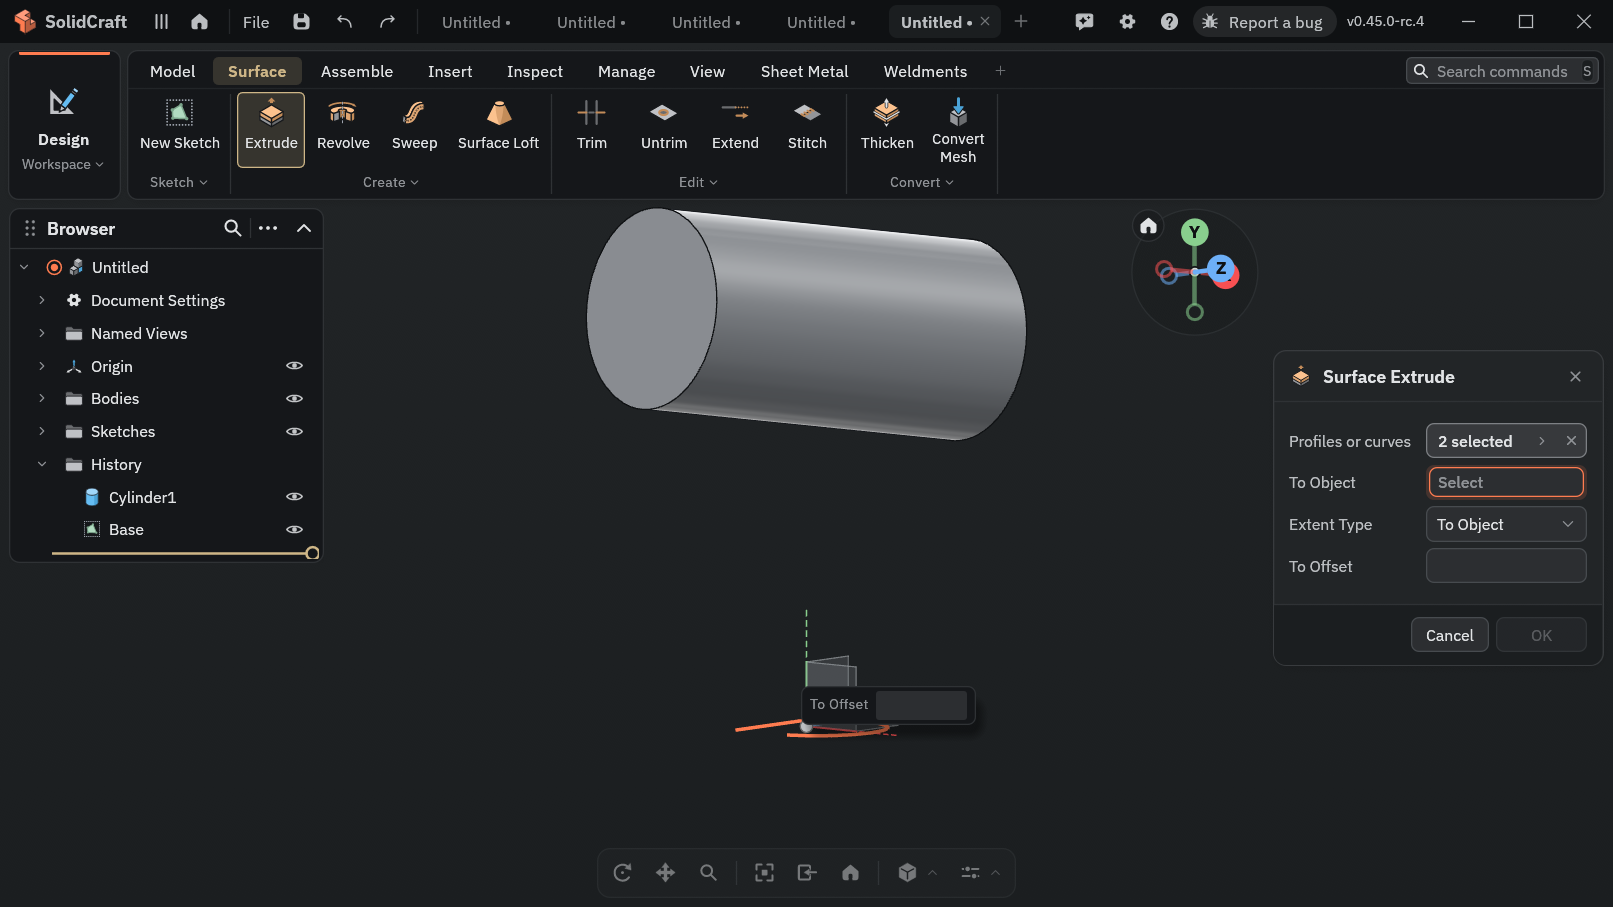 SolidCraft
File
Untitled •
Untitled •
Untitled •
Untitled •
Untitled •
Report a bug
v0.45.0-rc.4
Design
Workspace
Model
Surface
Assemble
Insert
Inspect
Manage
View
Sheet Metal
Weldments
Search commands
S
New Sketch
Extrude
Revolve
Sweep
Surface Loft
Trim
Untrim
Extend
Stitch
Thicken
Convert
Mesh
Sketch
Create
Edit
Convert
Browser
Untitled
Document Settings
Named Views
Origin
Bodies
Sketches
History
Cylinder1
Base
Y
Z
Surface Extrude
Profiles or curves
2 selected
To Object
Select
Extent Type
To Object
To Offset
Cancel
OK
To Offset